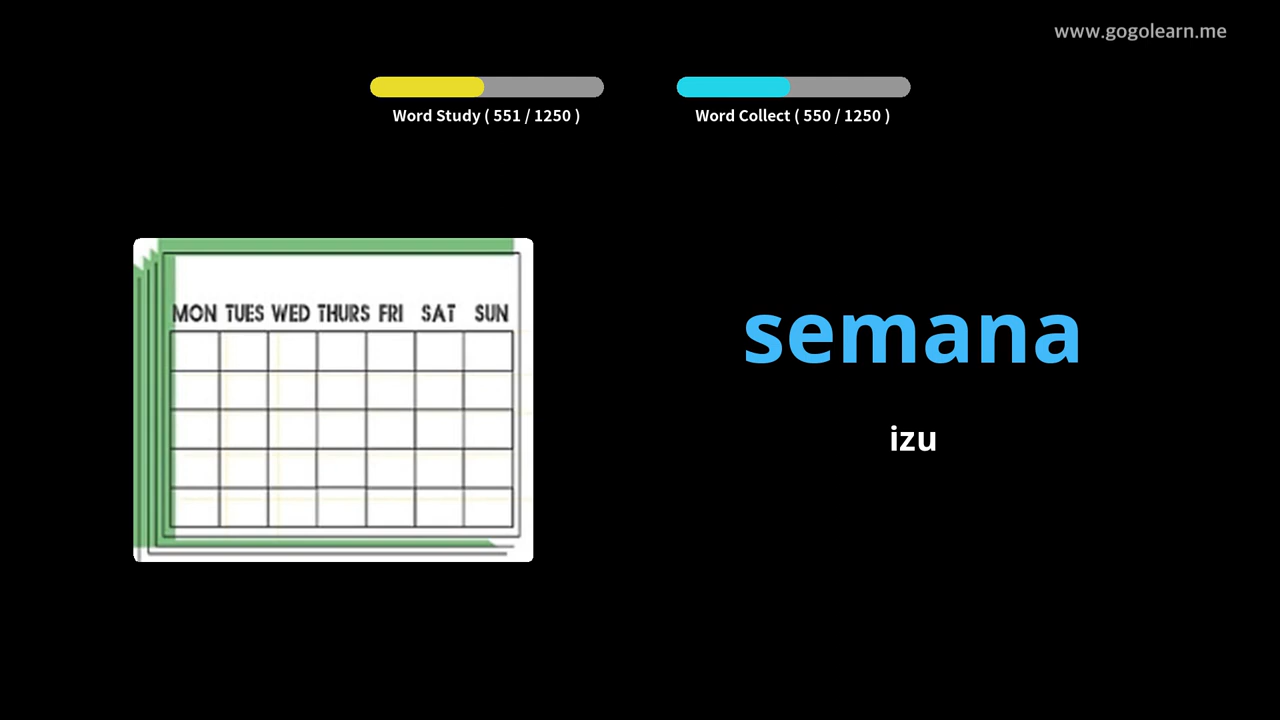 www.gogolearn.me
Word Study ( 551 / 1250 )
Word Collect ( 550 / 1250 )
MON TUES WED THURS FRI SAT SUN
semana
izu